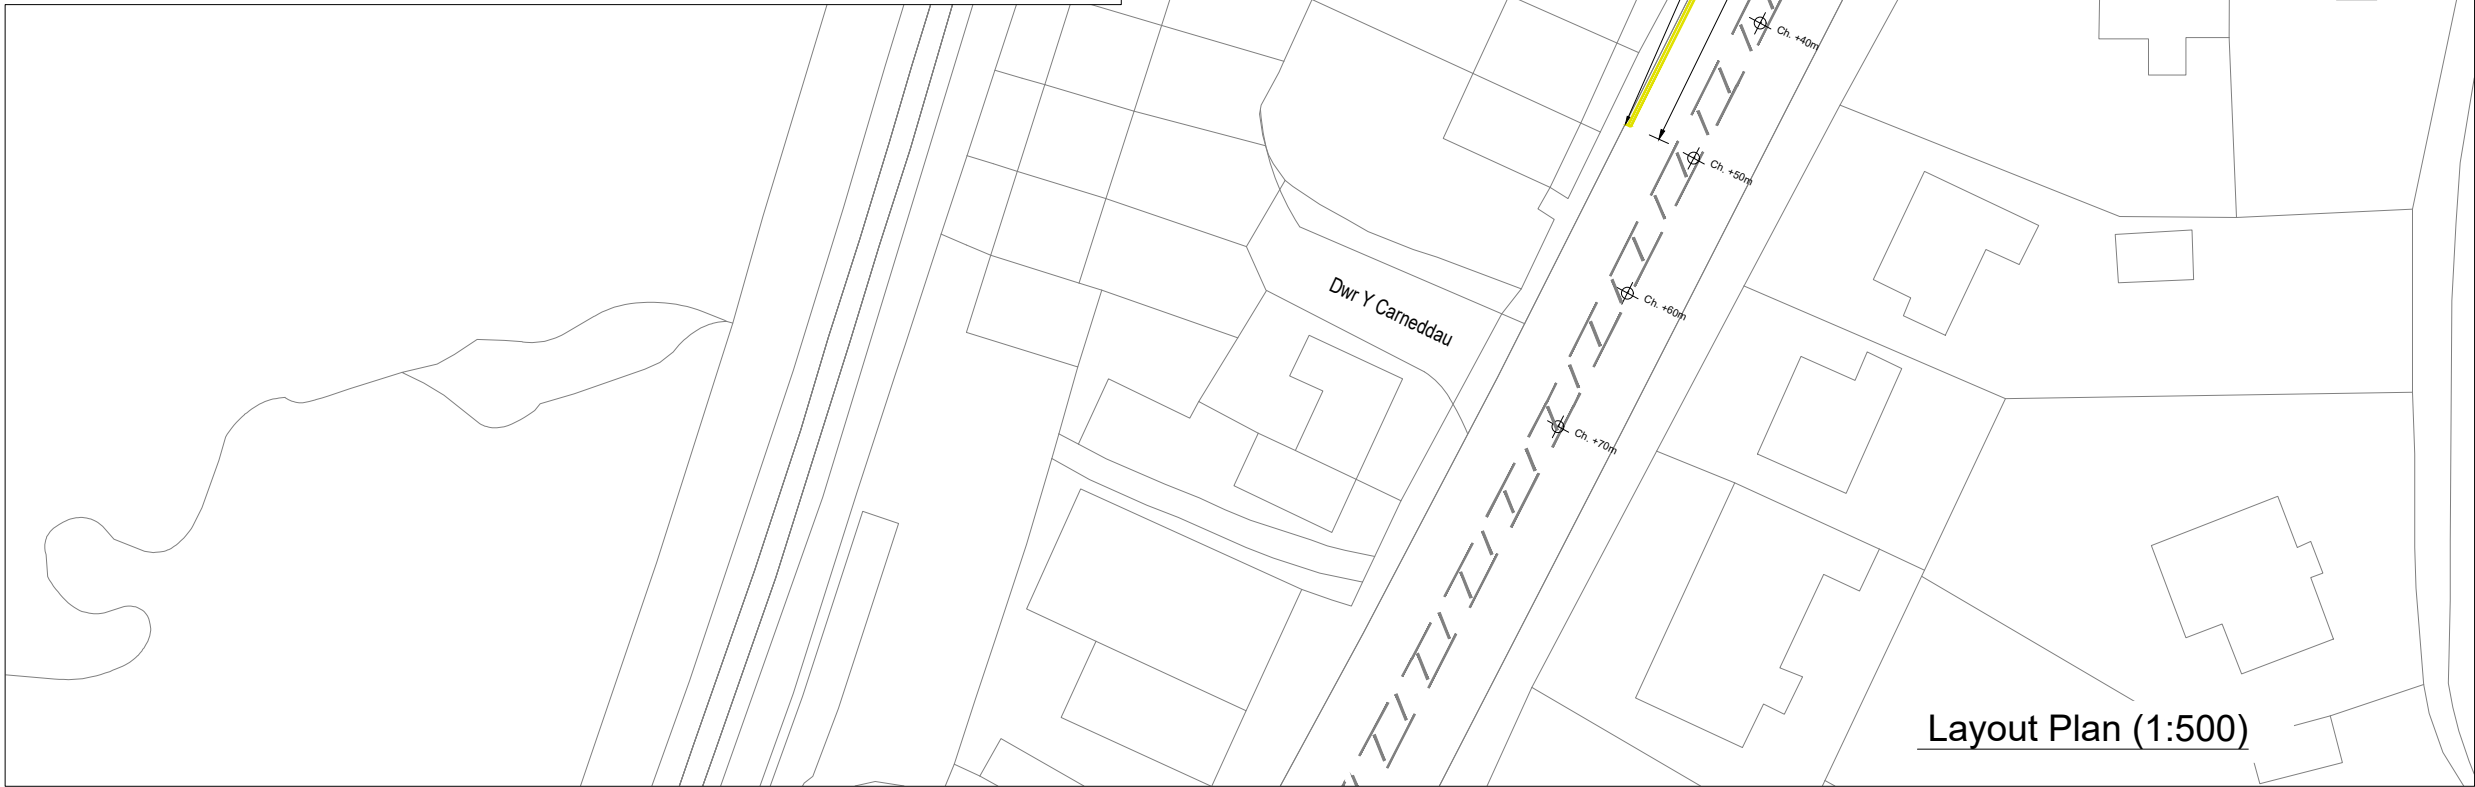 Ch. +40m
Ch. +50m
Dwr Y Carneddau
Ch. +60m
Ch. +70m
Layout Plan (1:500)